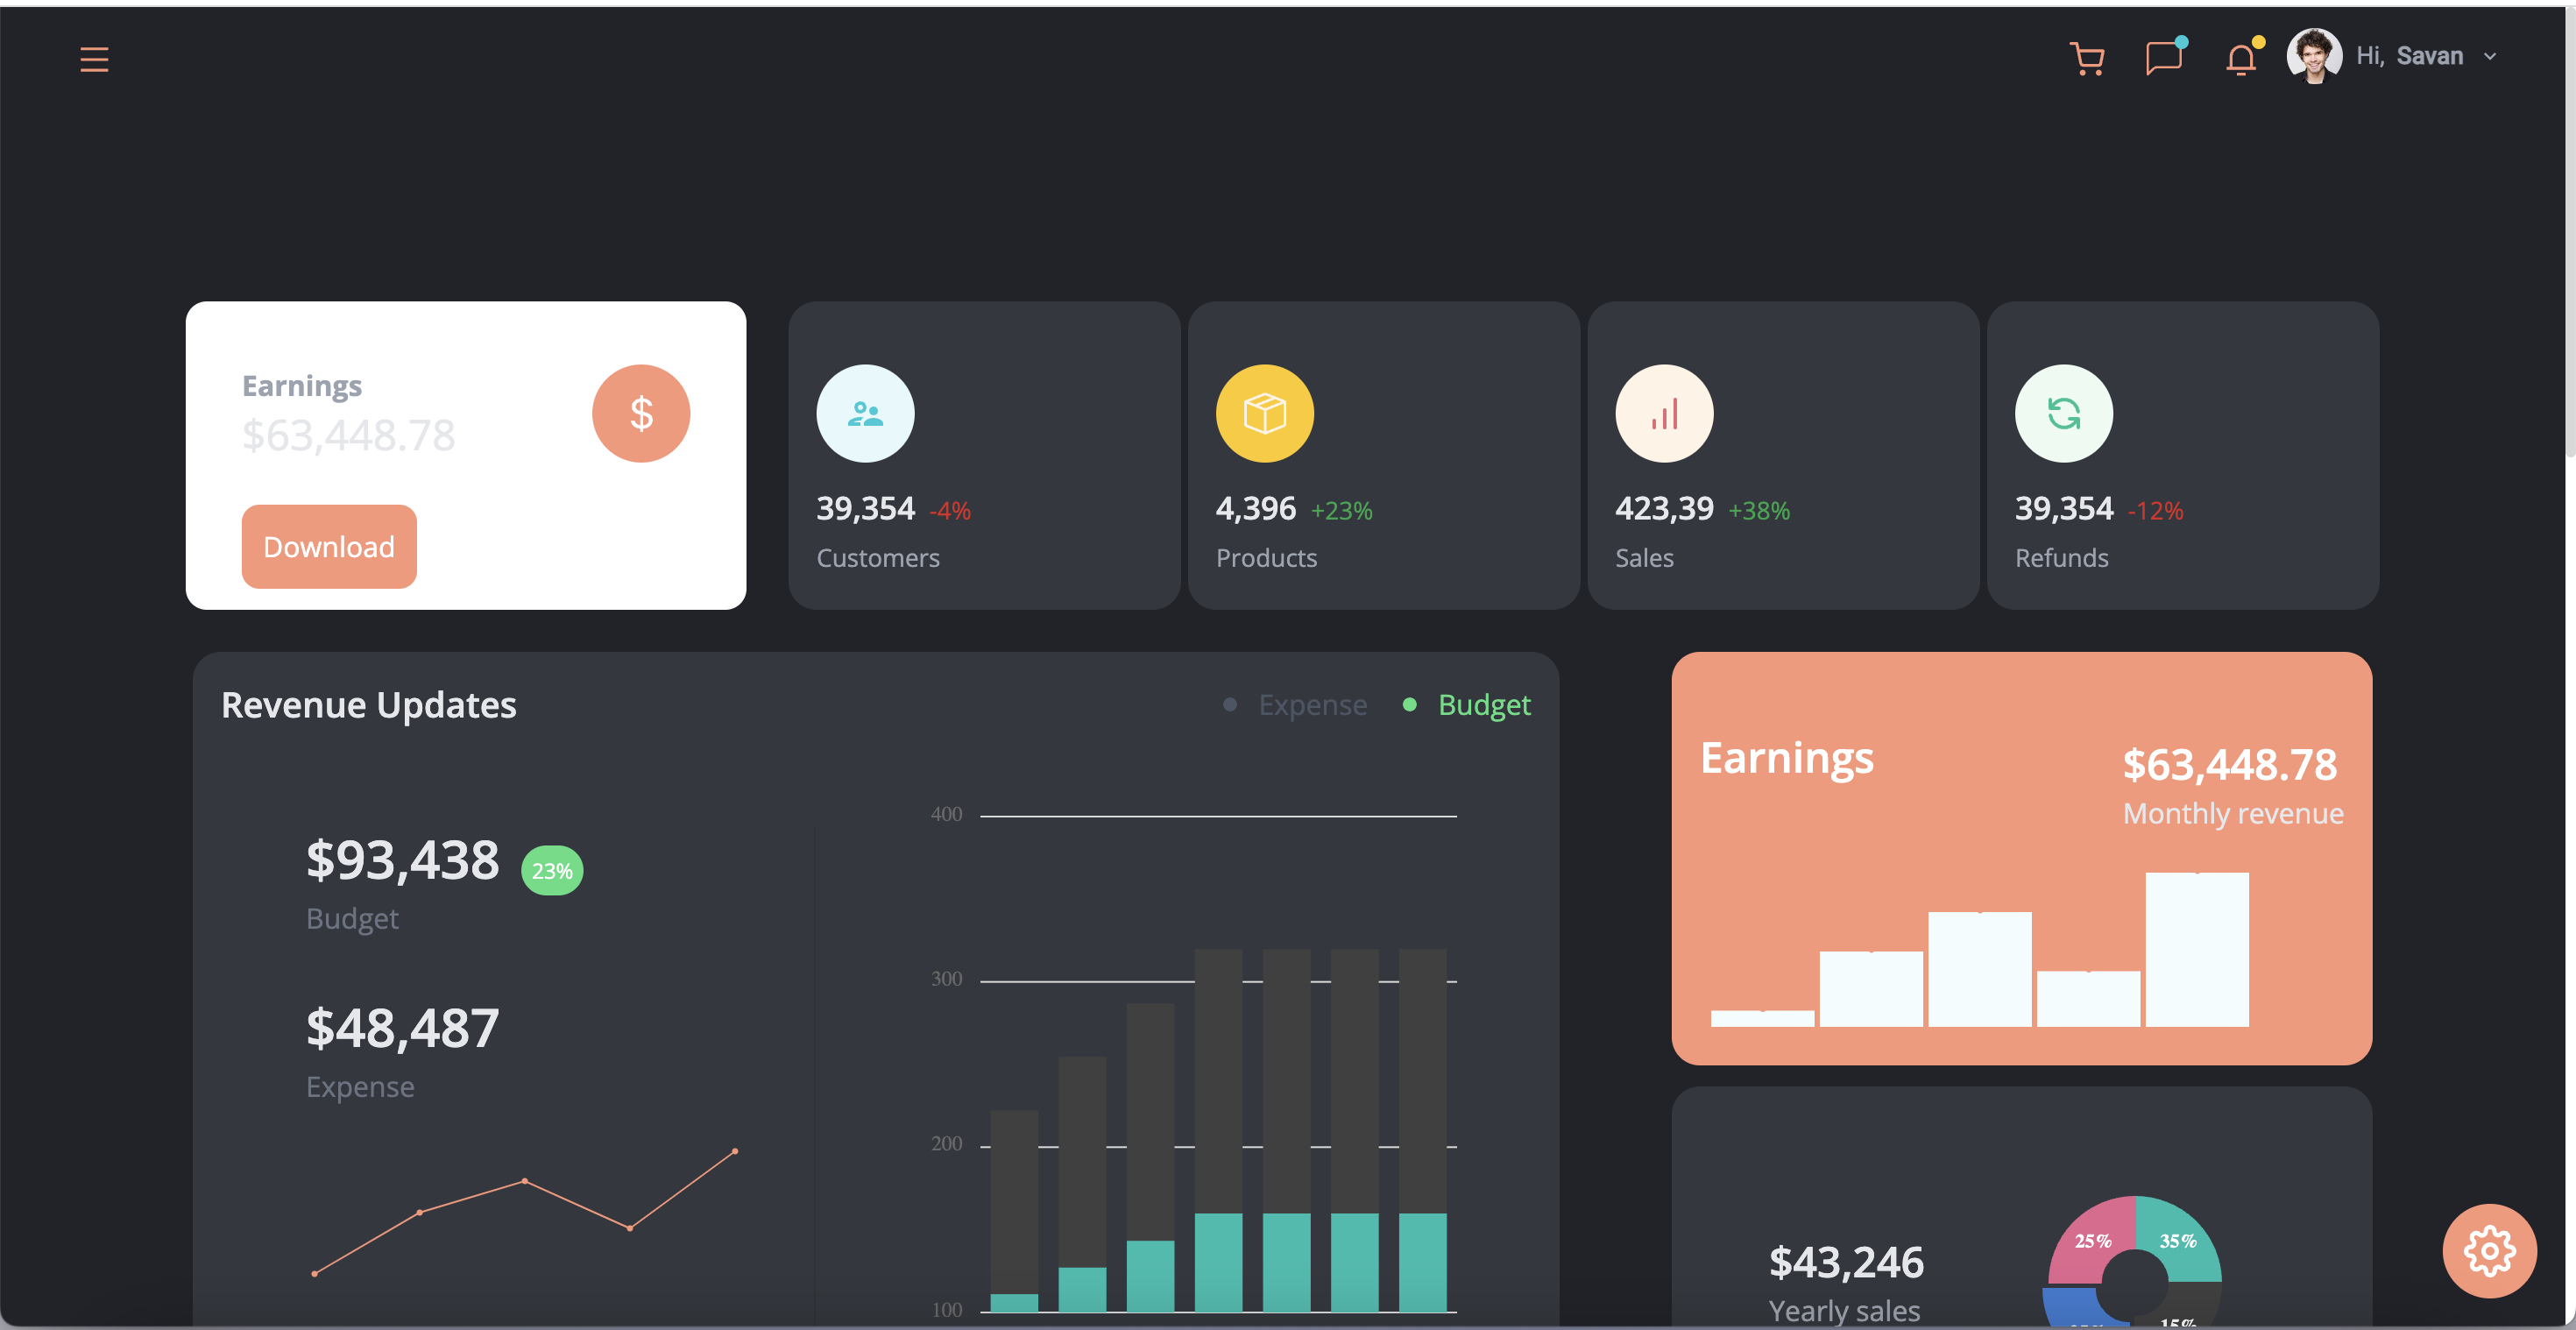 Hi, Savan
Earnings
$63,448.78
$
Download
39,354 -4%
Customers
4,396 +23%
Products
423,39 +38%
Sales
39,354 -12%
Refunds
Revenue Updates
Expense
Budget
$93,438 23%
Budget
$48,487
Expense
400
300
200
100
Earnings
$63,448.78
Monthly revenue
$43,246
Yearly sales
25%
35%
15%